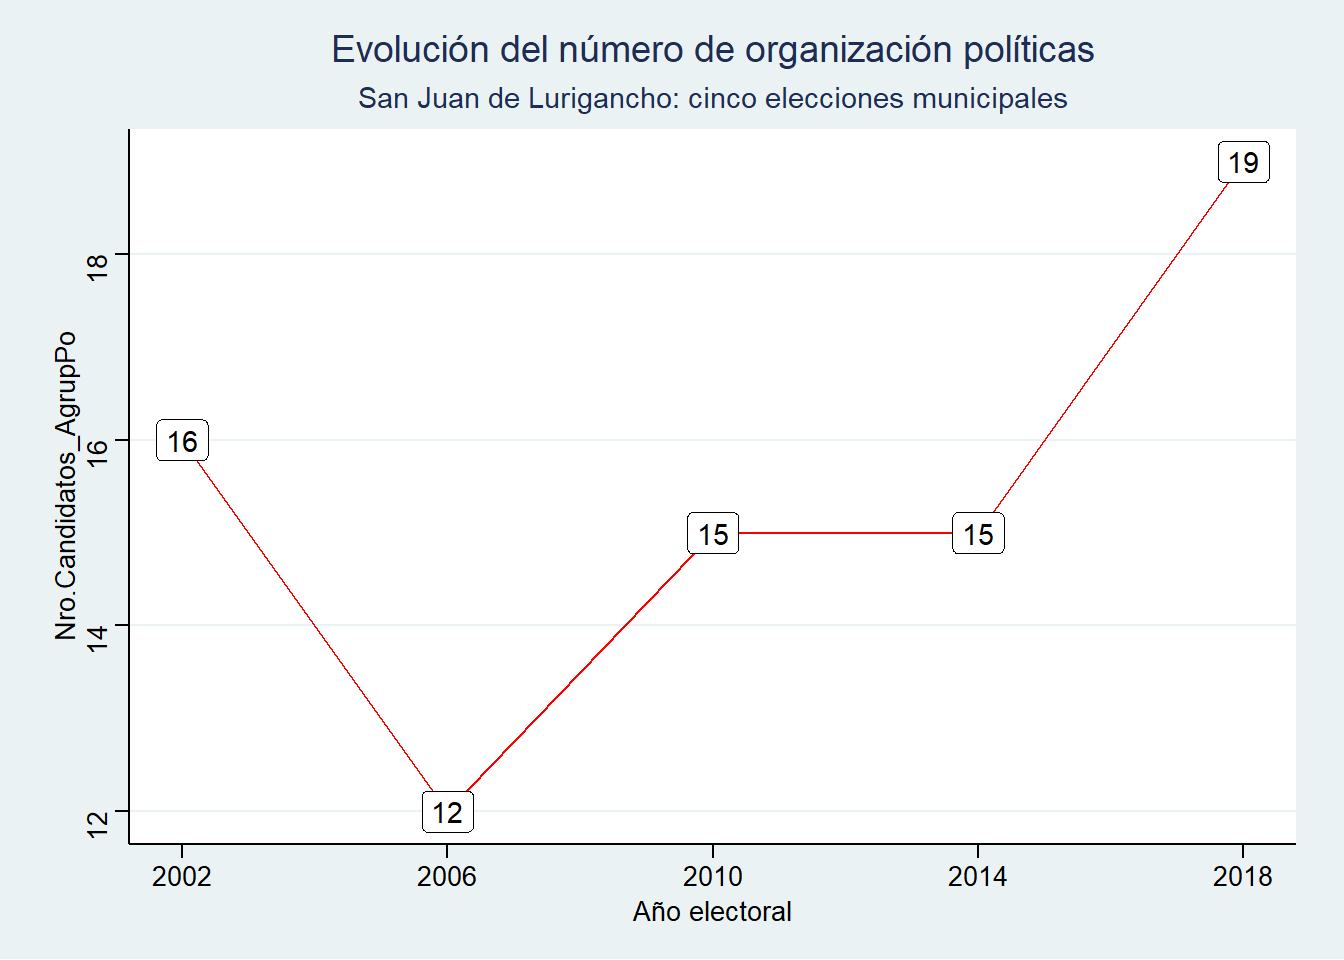 Evolución del número de organización políticas
San Juan de Lurigancho: cinco elecciones municipales
Nro.Candidatos_AgrupPo
18
16
14
12
16
12
15
15
19
2002 2006 2010 2014 2018
Año electoral